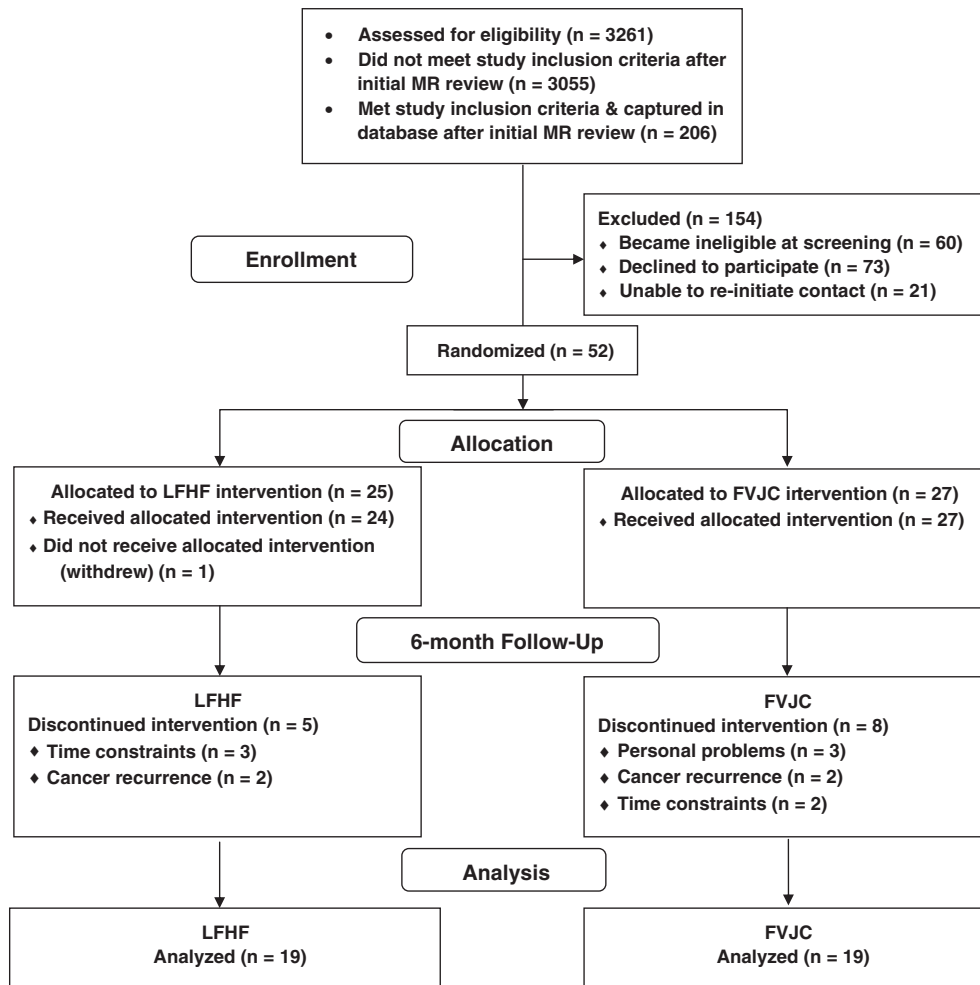 • Assessed for eligibility (n = 3261)
• Did not meet study inclusion criteria after
initial MR review (n = 3055)
• Met study inclusion criteria & captured in
database after initial MR review (n = 206)
Excluded (n = 154)
♦ Became ineligible at screening (n = 60)
♦ Declined to participate (n = 73)
♦ Unable to re-initiate contact (n = 21)
Enrollment
Randomized (n = 52)
Allocation
Allocated to LFHF intervention (n = 25)
♦ Received allocated intervention (n = 24)
♦ Did not receive allocated intervention
(withdrew) (n = 1)
Allocated to FVJC intervention (n = 27)
♦ Received allocated intervention (n = 27)
6-month Follow-Up
LFHF
Discontinued intervention (n = 5)
♦ Time constraints (n = 3)
♦ Cancer recurrence (n = 2)
FVJC
Discontinued intervention (n = 8)
♦ Personal problems (n = 3)
♦ Cancer recurrence (n = 2)
♦ Time constraints (n = 2)
Analysis
LFHF
Analyzed (n = 19)
FVJC
Analyzed (n = 19)